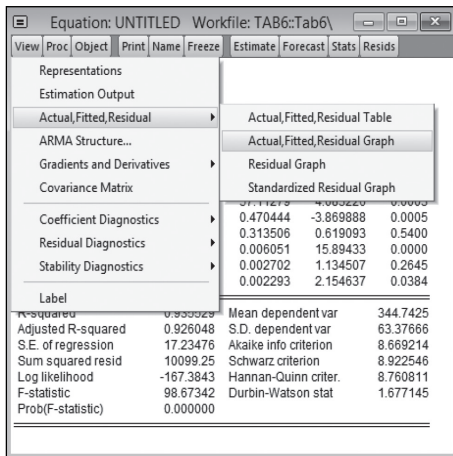 Equation: UNTITLED Workfile: TAB6::Tab6\
View Proc Object Print Name Freeze Estimate Forecast Stats Resids
Representations
Estimation Output
Actual,Fitted,Residual
ARMA Structure...
Gradients and Derivatives
Covariance Matrix
Coefficient Diagnostics
Residual Diagnostics
Stability Diagnostics
Label
Actual,Fitted,Residual Table
Actual,Fitted,Residual Graph
Residual Graph
Standardized Residual Graph
0.470444 -3.869888 0.0005
0.313506 0.619093 0.5400
0.006051 15.89433 0.0000
0.002702 1.134507 0.2645
0.002293 2.154637 0.0384
R-squared 0.935529 Mean dependent var 344.7425
Adjusted R-squared 0.926048 S.D. dependent var 63.37666
S.E. of regression 17.23476 Akaike info criterion 8.669214
Sum squared resid 10099.25 Schwarz criterion 8.922546
Log likelihood -167.3843 Hannan-Quinn criter. 8.760811
F-statistic 98.67342 Durbin-Watson stat 1.677145
Prob(F-statistic) 0.000000